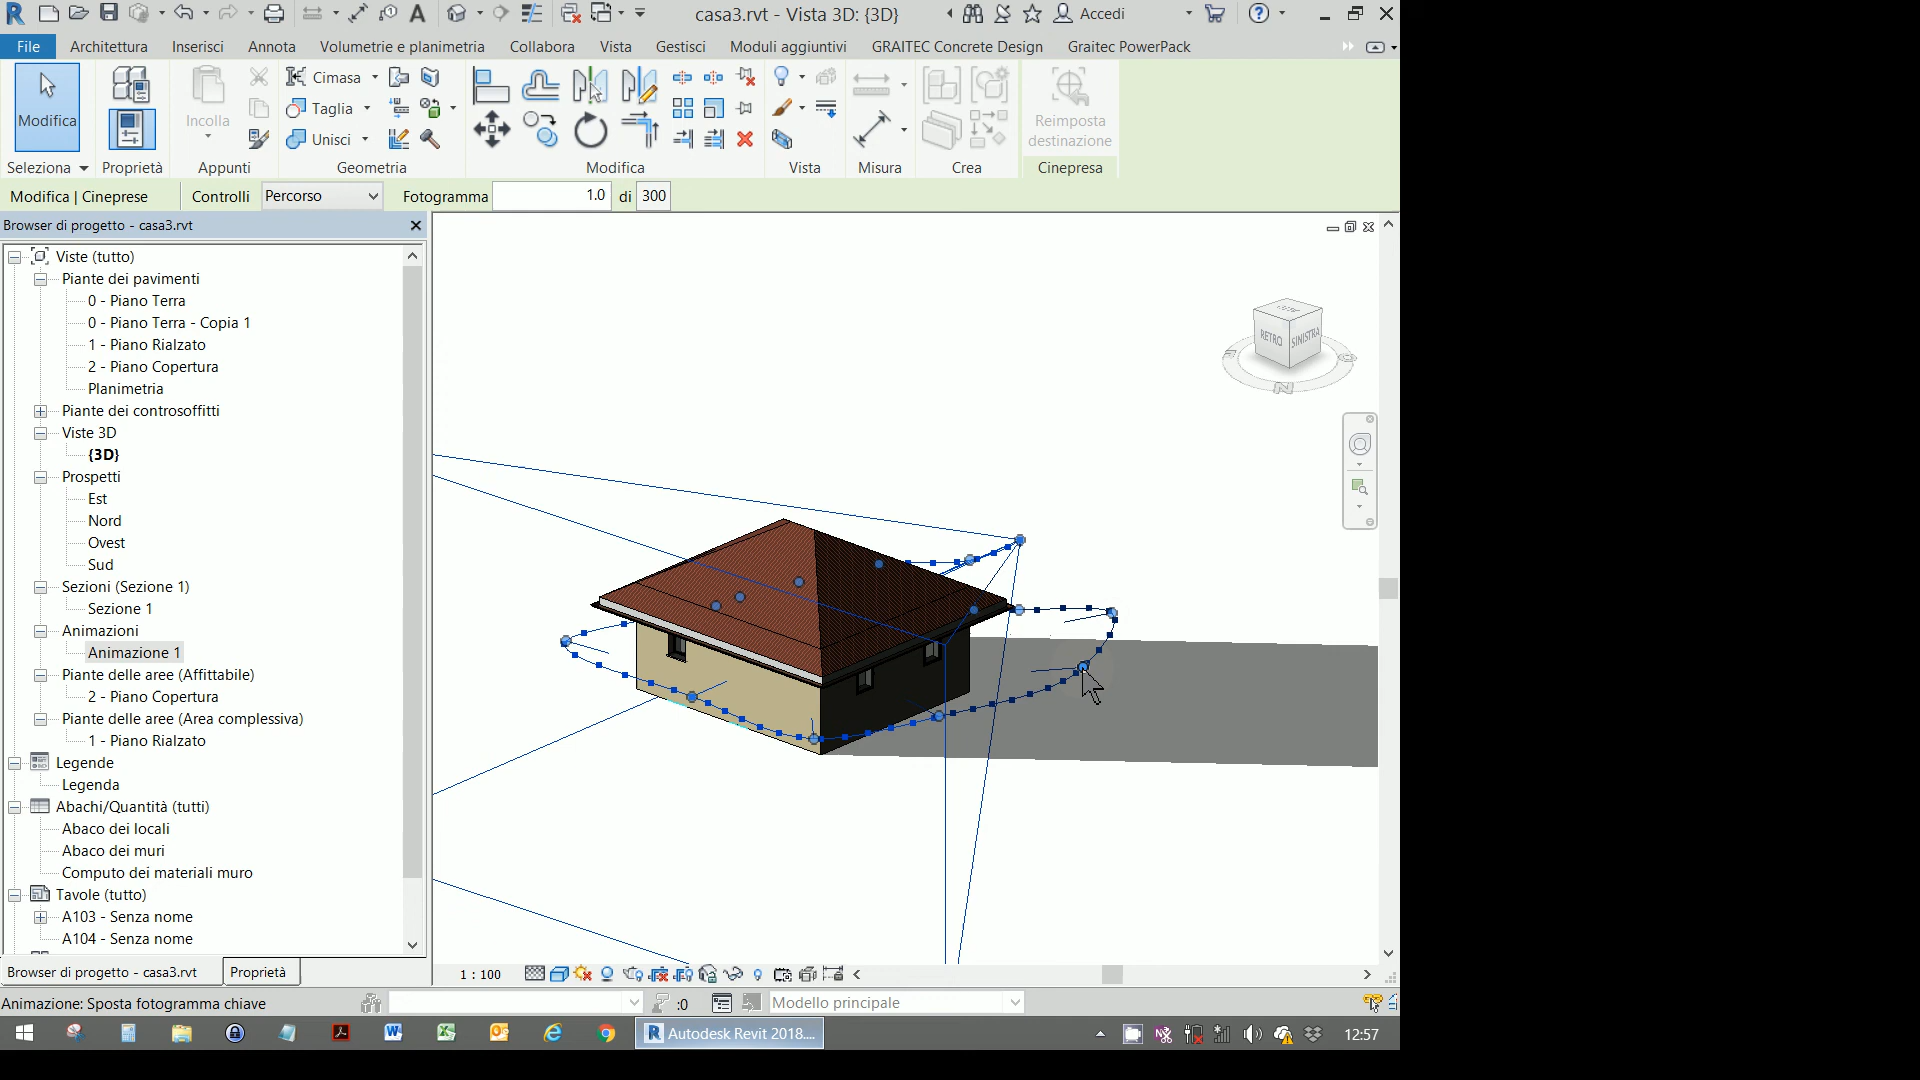 casa3.rvt - Vista 3D: {3D}
Accedi
File
Architettura
Inserisci
Annota
Volumetrie e planimetria
Collabora
Vista
Gestisci
Moduli aggiuntivi
GRAITEC Concrete Design
Graitec PowerPack
Modifica
Incolla
Cimasa
Taglia
Unisci
Reimposta
destinazione
Seleziona
Proprietà
Appunti
Geometria
Modifica
Vista
Misura
Crea
Cinepresa
Modifica | Cineprese
Controlli
Percorso
Fotogramma
1.0
di
300
Browser di progetto - casa3.rvt
Viste (tutto)
Piante dei pavimenti
0 - Piano Terra
0 - Piano Terra - Copia 1
1 - Piano Rialzato
2 - Piano Copertura
Planimetria
Piante dei controsoffitti
Viste 3D
{3D}
Prospetti
Est
Nord
Ovest
Sud
Sezioni (Sezione 1)
Sezione 1
Animazioni
Animazione 1
Piante delle aree (Affittabile)
2 - Piano Copertura
Piante delle aree (Area complessiva)
1 - Piano Rialzato
Legende
Legenda
Abachi/Quantità (tutti)
Abaco dei locali
Abaco dei muri
Computo dei materiali muro
Tavole (tutto)
A103 - Senza nome
A104 - Senza nome
Browser di progetto - casa3.rvt
Proprietà
RETRO
SINISTRA
N
1 : 100
Animazione: Sposta fotogramma chiave
:0
Modello principale
Autodesk Revit 2018....
12:57